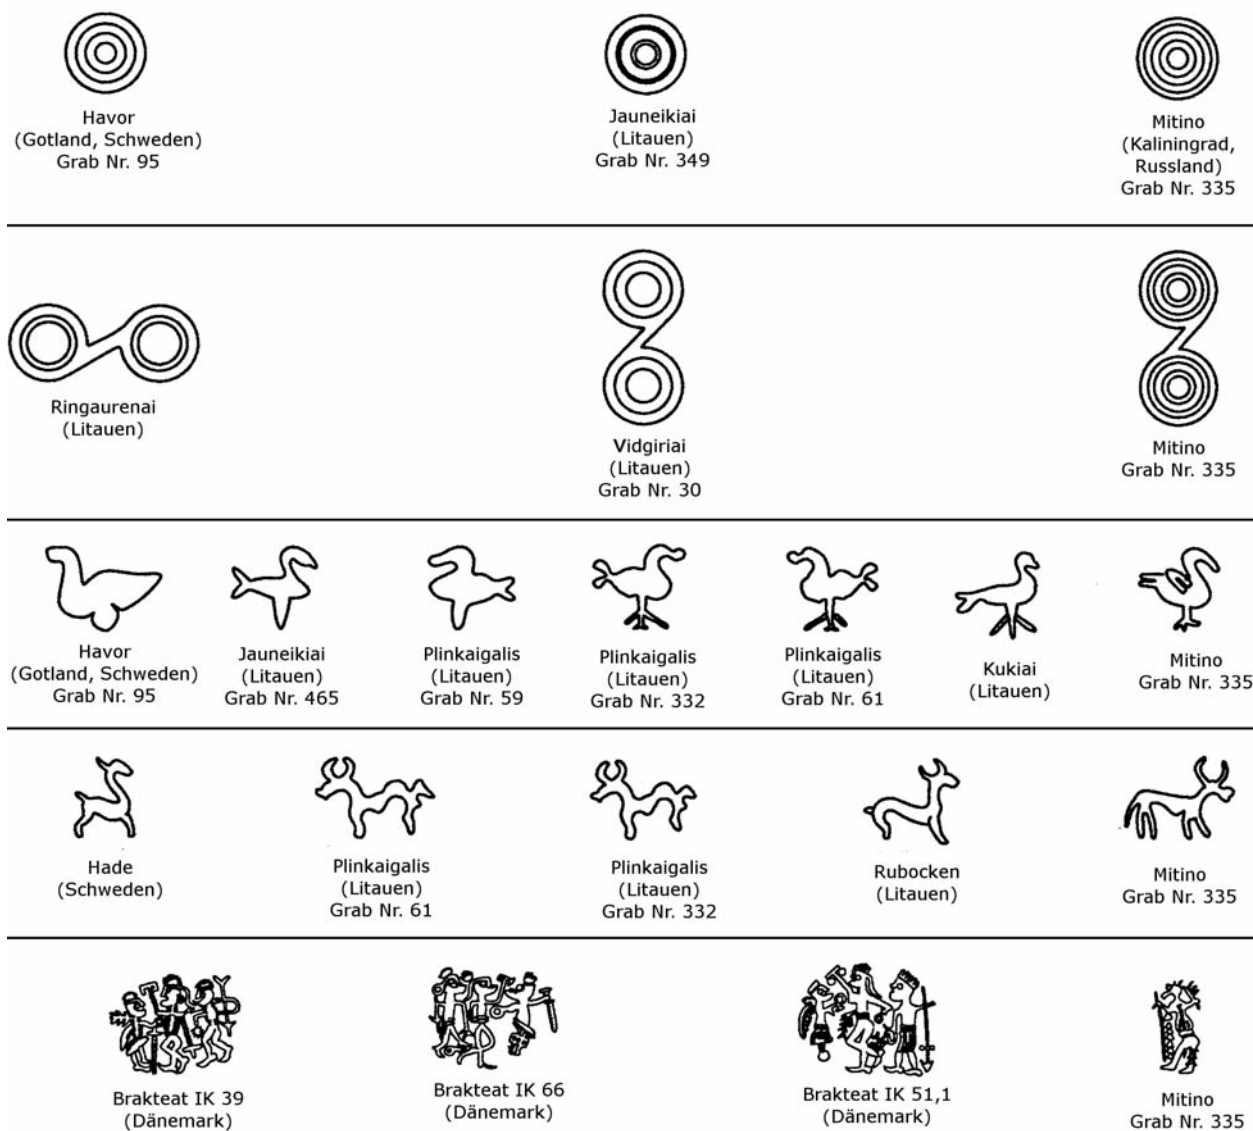 Havor
(Gotland, Schweden)
Grab Nr. 95
Jauneikiai
(Litauen)
Grab Nr. 349
Mitino
(Kaliningrad,
Russland)
Grab Nr. 335
Ringaurenai
(Litauen)
Vidgiriai
(Litauen)
Grab Nr. 30
Mitino
Grab Nr. 335
Havor
(Gotland, Schweden)
Grab Nr. 95
Jauneikiai
(Litauen)
Grab Nr. 465
Plinkaigalis
(Litauen)
Grab Nr. 59
Plinkaigalis
(Litauen)
Grab Nr. 332
Plinkaigalis
(Litauen)
Grab Nr. 61
Kukiai
(Litauen)
Mitino
Grab Nr. 335
Hade
(Schweden)
Plinkaigalis
(Litauen)
Grab Nr. 61
Plinkaigalis
(Litauen)
Grab Nr. 332
Rubocken
(Litauen)
Mitino
Grab Nr. 335
Brakteat IK 39
(Dänemark)
Brakteat IK 66
(Dänemark)
Brakteat IK 51,1
(Dänemark)
Mitino
Grab Nr. 335